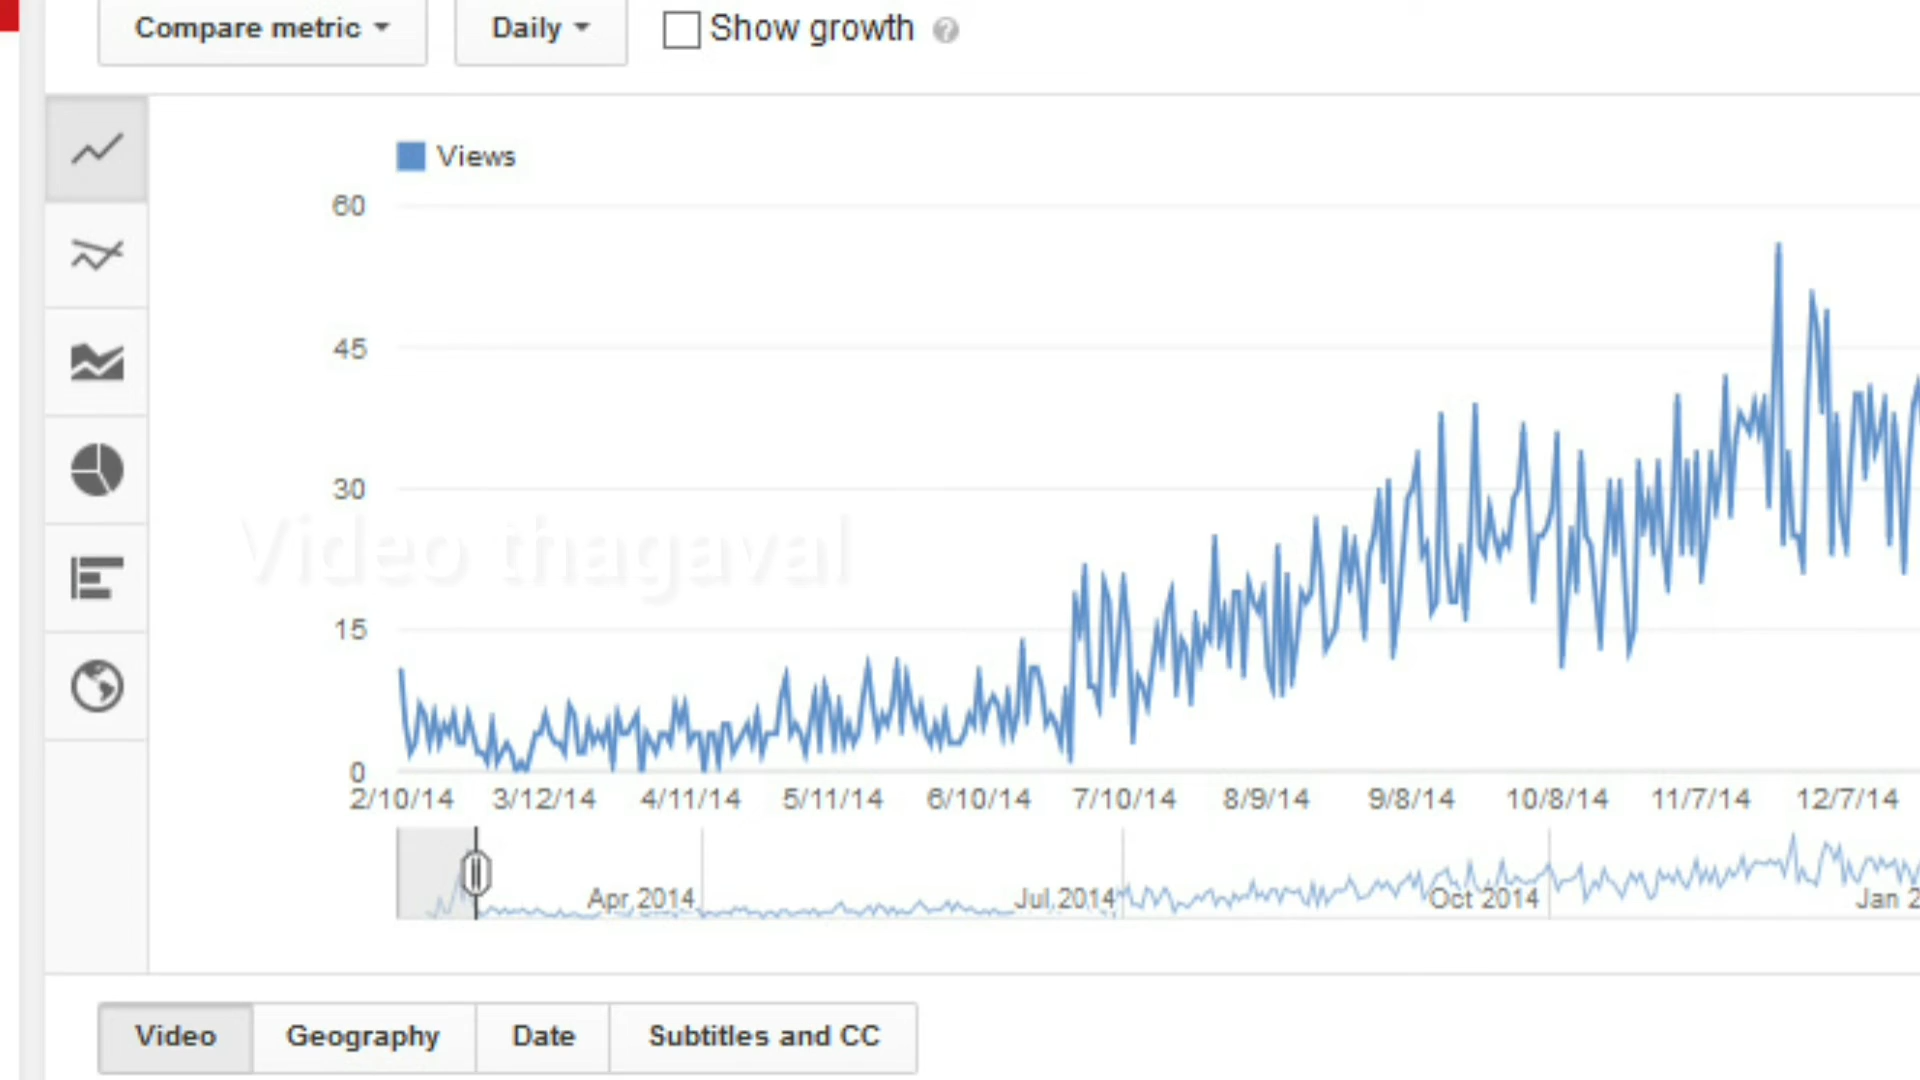 Compare metric Daily Show growth ?
Views
60
45
30
Video thagaval
15
0
2/10/14 3/12/14 4/11/14 5/11/14 6/10/14 7/10/14 8/9/14 9/8/14 10/8/14 11/7/14 12/7/14
Apr 2014 Jul 2014 Oct 2014 Jan 2
Video Geography Date Subtitles and CC